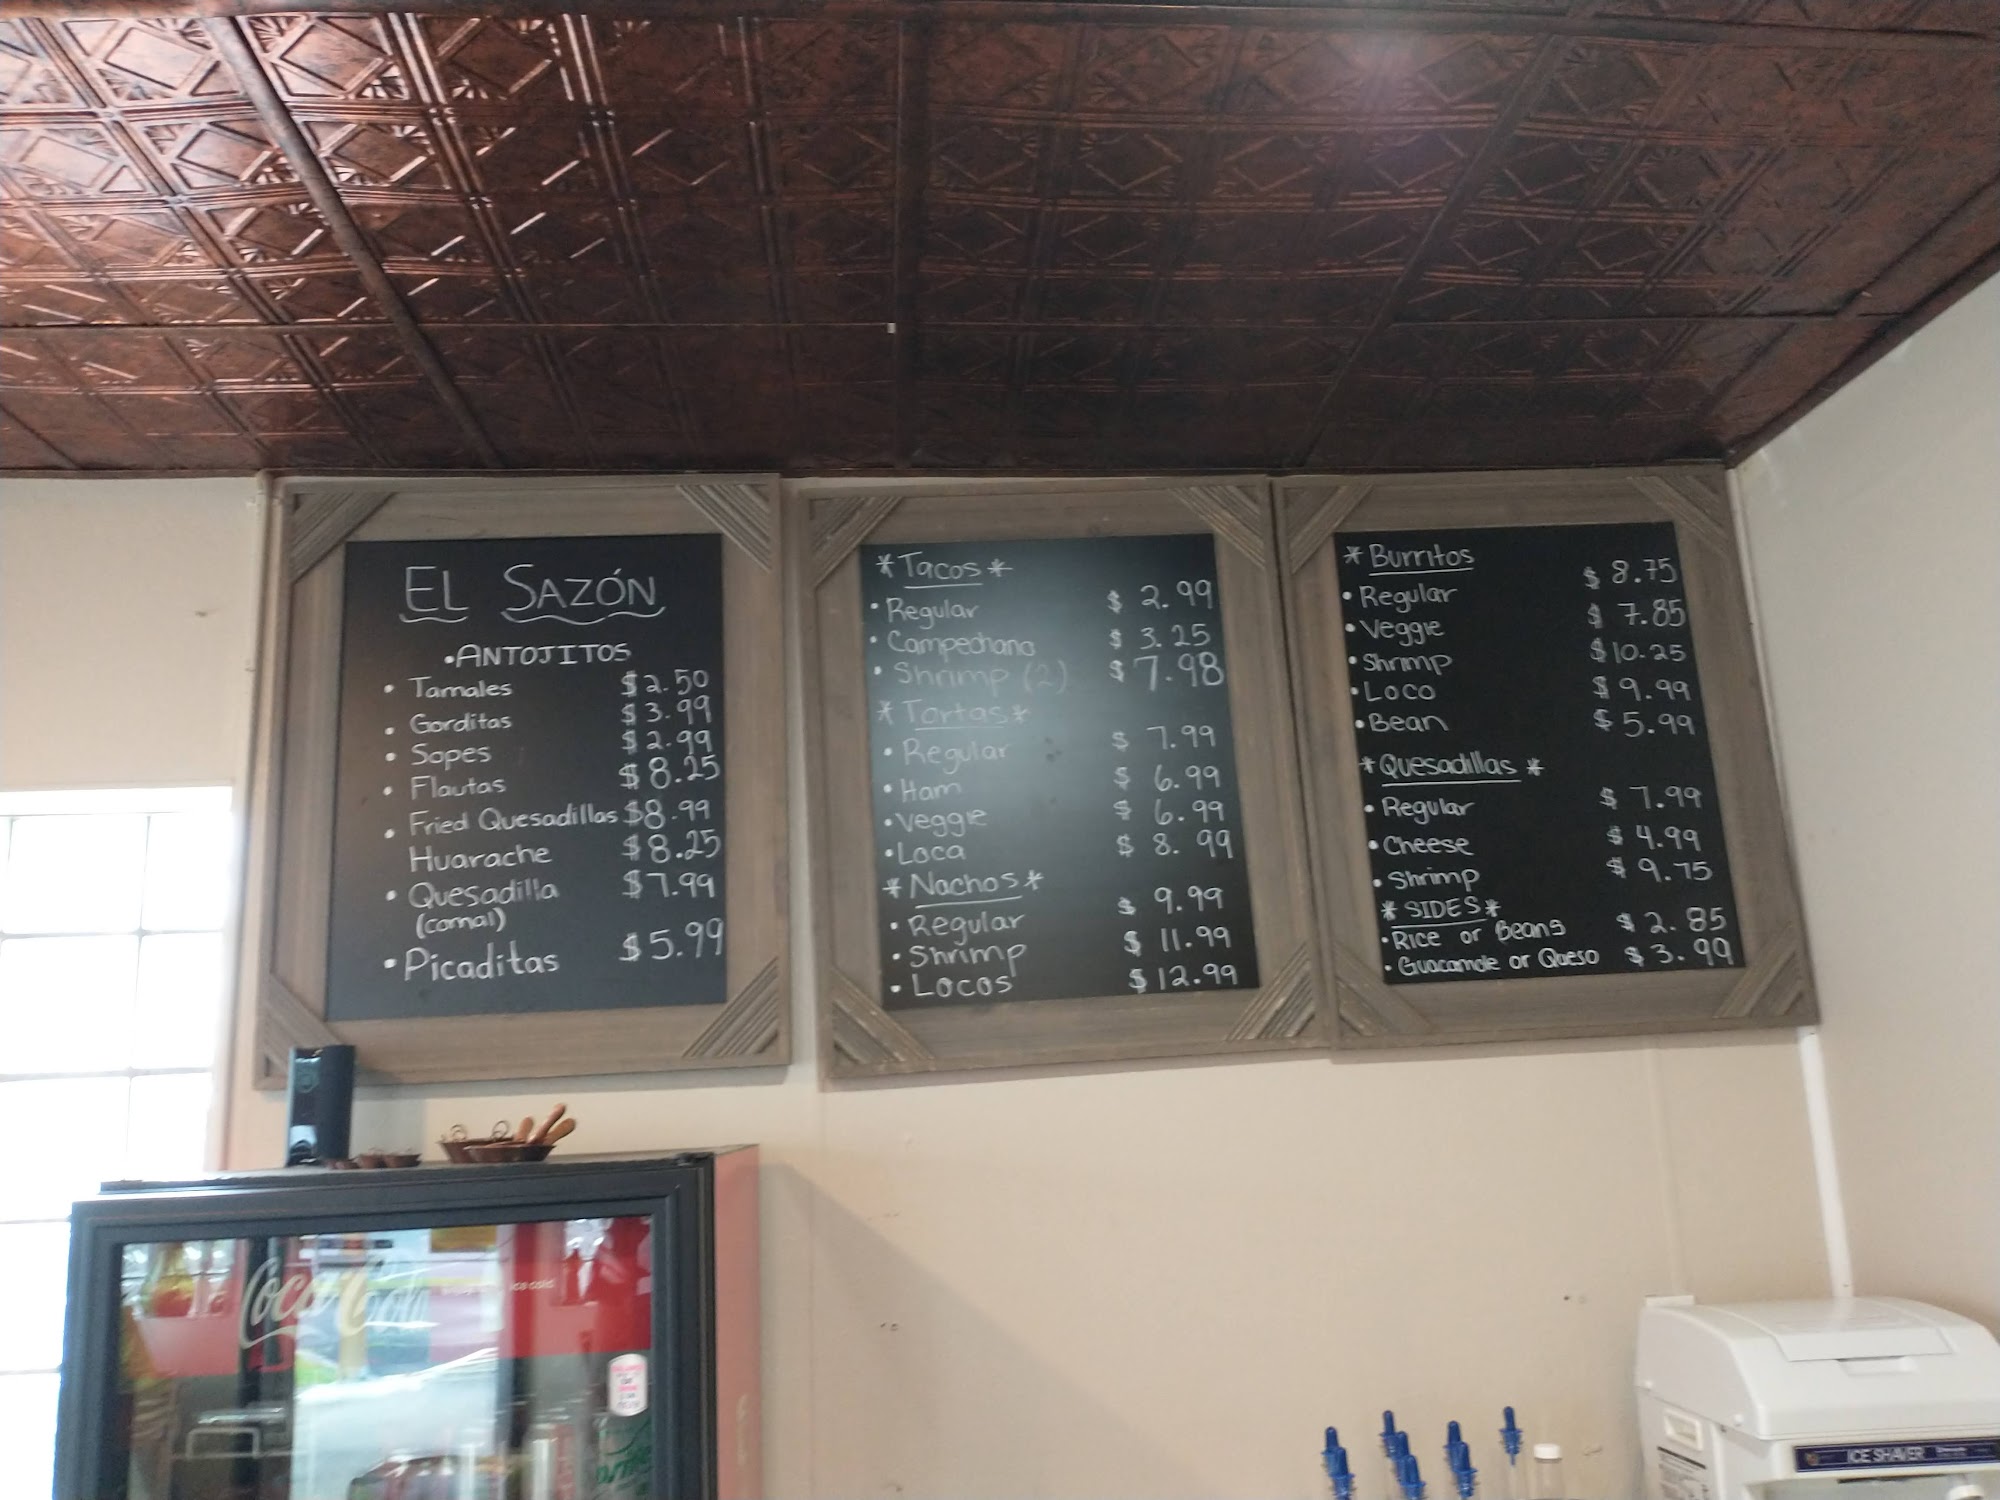 EL SAZÓN
•ANTOJITOS
• Tamales $2.50
• Gorditas $3.99
• Sopes $2.99
• Flautas $8.25
• Fried Quesadillas $8.99
Huarache $8.25
• Quesadilla $7.99
(comal)
• Picaditas $5.99
*Tacos*
• Regular $2.99
• Campechana $3.25
• Shrimp (2) $7.98
*Tortas*
• Regular $7.99
• Ham $6.99
• Veggie $6.99
• Loca $8.99
*Nachos*
• Regular $9.99
• Shrimp $11.99
• Locos $12.99
*Burritos
• Regular $8.75
• Veggie $7.85
• Shrimp $10.25
• Loco $9.99
• Bean $5.99
*Quesadillas*
• Regular $7.99
• Cheese $4.99
• Shrimp $9.75
*SIDES*
• Rice or Beans $2.85
• Guacamole or Queso $3.99
Coca-Cola
ice cold
ICE SHAVER